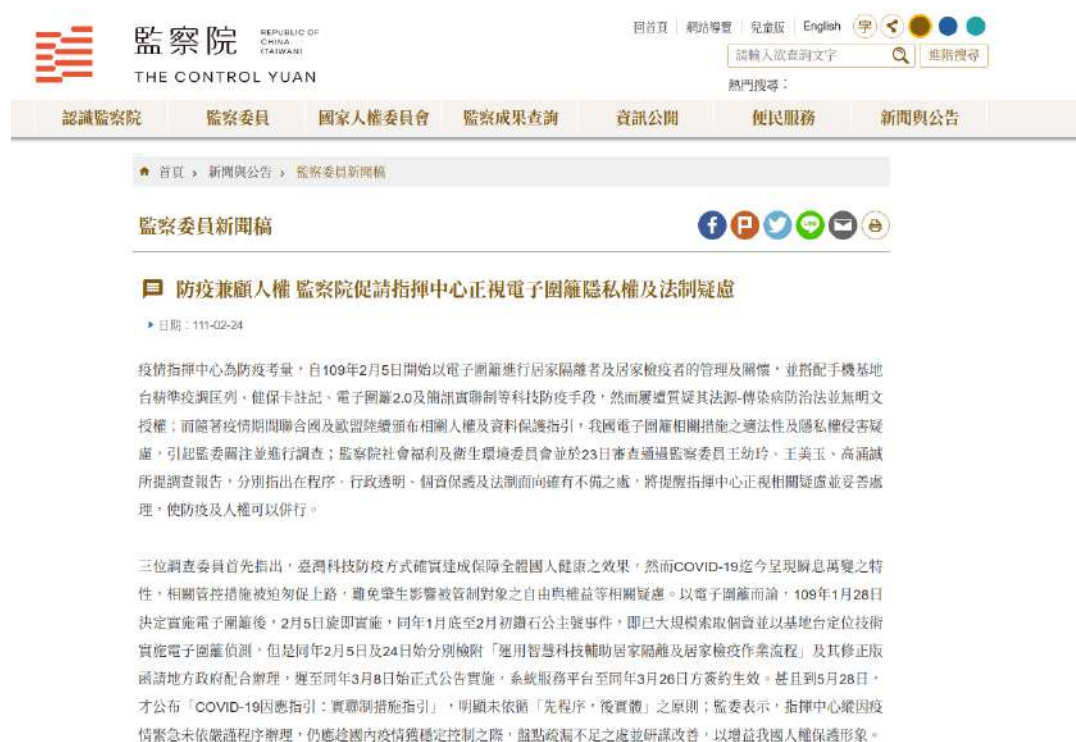 監察院 REPUBLIC OF CHINA (TAIWAN)
THE CONTROL YUAN
回首頁 網站導覽 兒童版 English 字
請輸入欲查詢文字 進階搜尋
熱門搜尋：
認識監察院 監察委員 國家人權委員會 監察成果查詢 資訊公開 便民服務 新聞與公告
首頁 › 新聞與公告 › 監察委員新聞稿
監察委員新聞稿
防疫兼顧人權 監察院促請指揮中心正視電子圍籬隱私權及法制疑慮
日期：111-02-24
疫情指揮中心為防疫考量，自109年2月5日開始以電子圍籬進行居家隔離者及居家檢疫者的管理及關懷，並搭配手機基地
台精準疫調匡列、健保卡註記、電子圍籬2.0及簡訊實聯制等科技防疫手段，然而屢遭質疑其法源-傳染病防治法並無明文
授權；而隨著疫情期間聯合國及歐盟陸續頒布相關人權及資料保護指引，我國電子圍籬相關措施之適法性及隱私權侵害疑
慮，引起監委關注並進行調查；監察院社會福利及衛生環境委員會並於23日審查通過監察委員王幼玲、王美玉、高涌誠
所提調查報告，分別指出在程序、行政透明、個資保護及法制面向確有不備之處，將提醒指揮中心正視相關疑慮並妥善處
理，使防疫及人權可以併行。
三位調查委員首先指出，臺灣科技防疫方式確實達成保障全體國人健康之效果，然而COVID-19迄今呈現瞬息萬變之特
性，相關管控措施被迫匆促上路，難免肇生影響被管制對象之自由與權益等相關疑慮。以電子圍籬而論，109年1月28日
決定實施電子圍籬後，2月5日旋即實施，同年1月底至2月初鑽石公主號事件，即已大規模索取個資並以基地台定位技術
實施電子圍籬偵測，但是同年2月5日及24日始分別檢附「運用智慧科技輔助居家隔離及居家檢疫作業流程」及其修正版
函請地方政府配合辦理，遲至同年3月8日始正式公告實施，系統服務平台至同年3月26日方簽約生效。甚且到5月28日，
才公布「COVID-19因應指引：實聯制措施指引」，明顯未依循「先程序，後實體」之原則；監委表示，指揮中心縱因疫
情緊急未依嚴謹程序辦理，仍應趁國內疫情獲穩定控制之際，盤點疏漏不足之處並研謀改善，以增益我國人權保護形象。